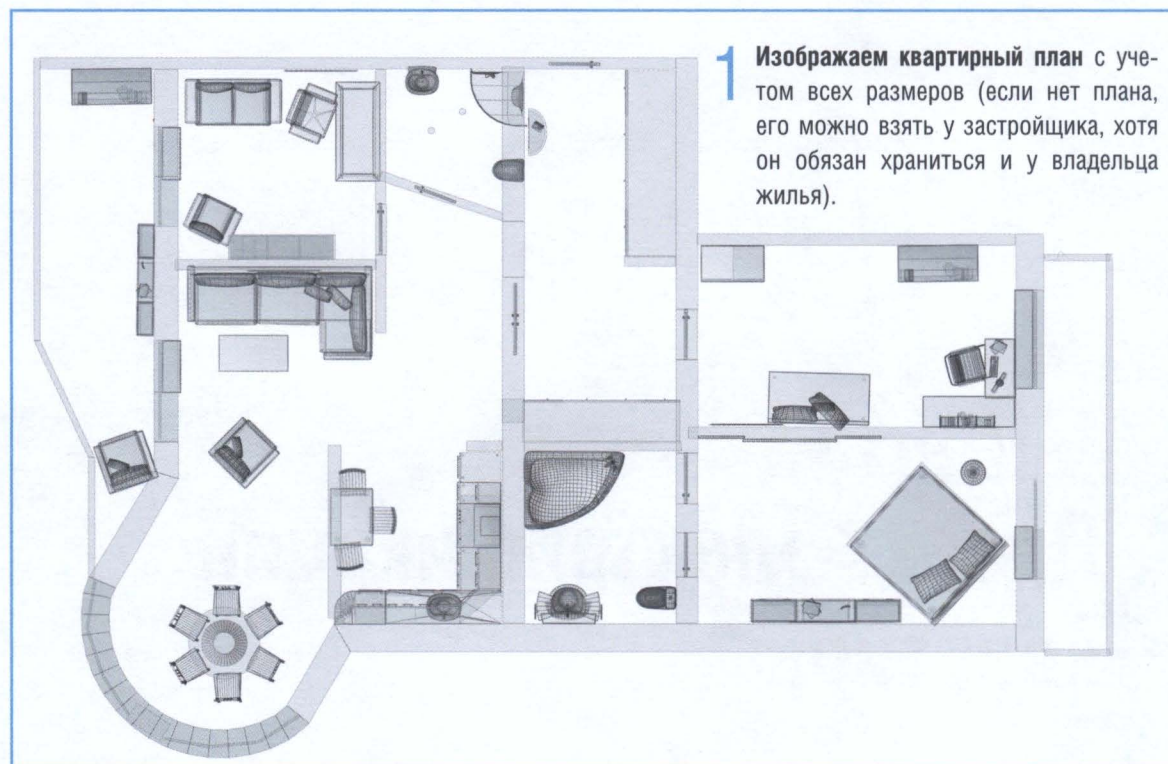 1 Изображаем квартирный план с уче-
том всех размеров (если нет плана,
его можно взять у застройщика, хотя
он обязан храниться и у владельца
жилья).